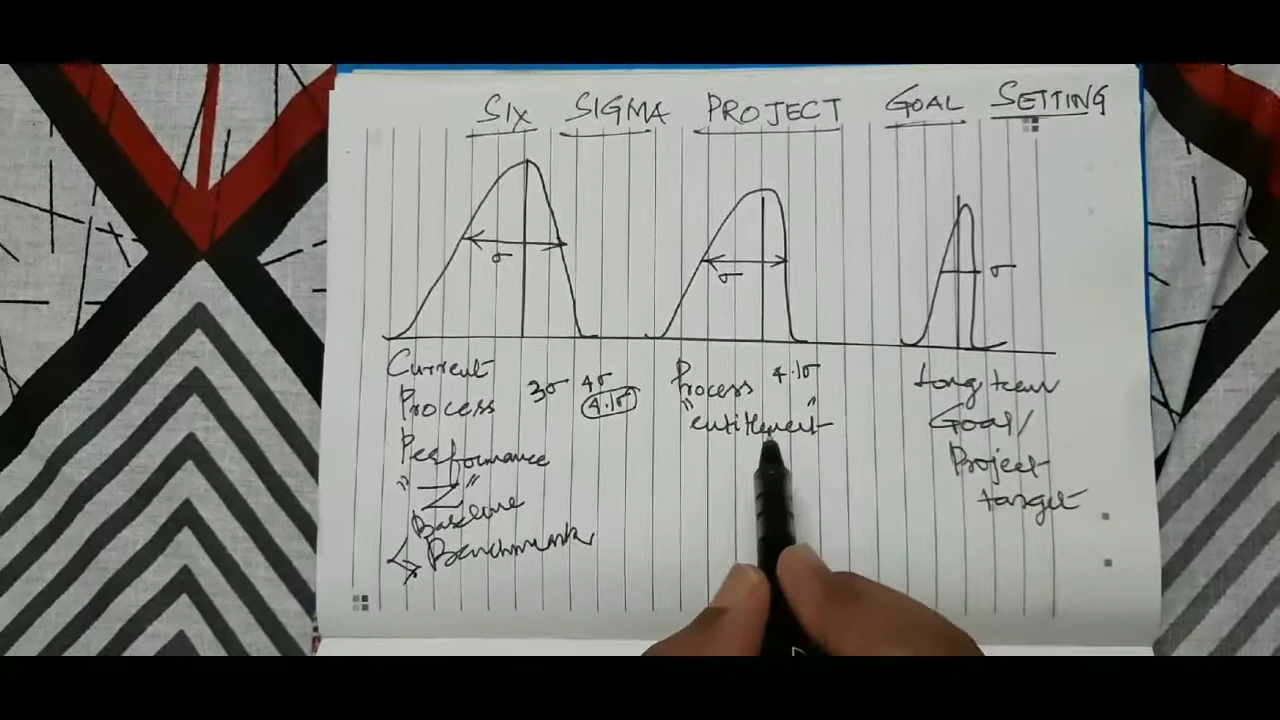 SIX SIGMA PROJECT GOAL SETTING
σ
σ
σ
Current
Process 3σ 4σ
4.1σ
Performance
"Z"
Baseline
Benchmark
Process 4.1σ
"entitlement"
Long term
Goal/
Project
target